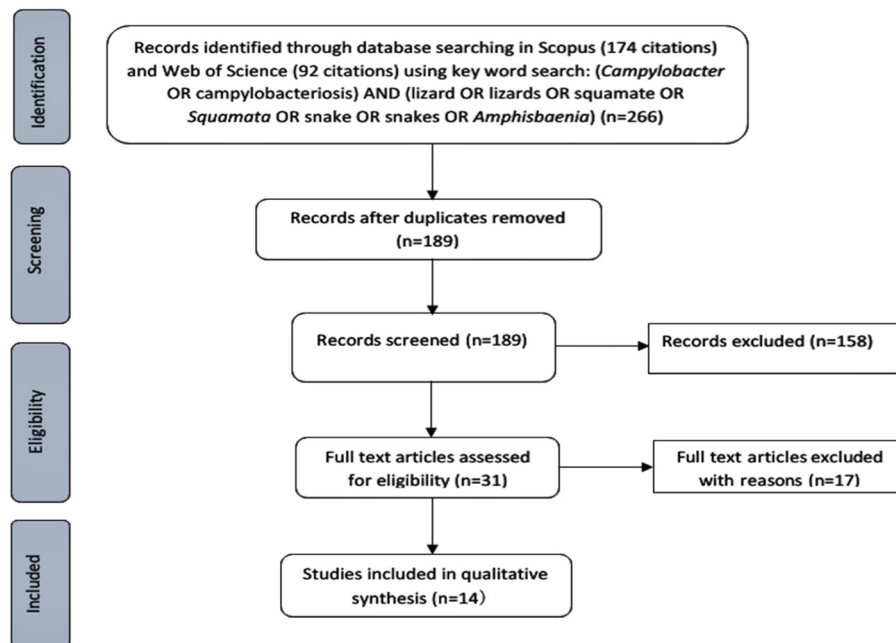 Identification
Records identified through database searching in Scopus (174 citations)
and Web of Science (92 citations) using key word search: (Campylobacter
OR campylobacteriosis) AND (lizard OR lizards OR squamate OR
Squamata OR snake OR snakes OR Amphisbaenia) (n=266)
Screening
Records after duplicates removed
(n=189)
Records screened (n=189)
Records excluded (n=158)
Eligibility
Full text articles assessed
for eligibility (n=31)
Full text articles excluded
with reasons (n=17)
Included
Studies included in qualitative
synthesis (n=14)